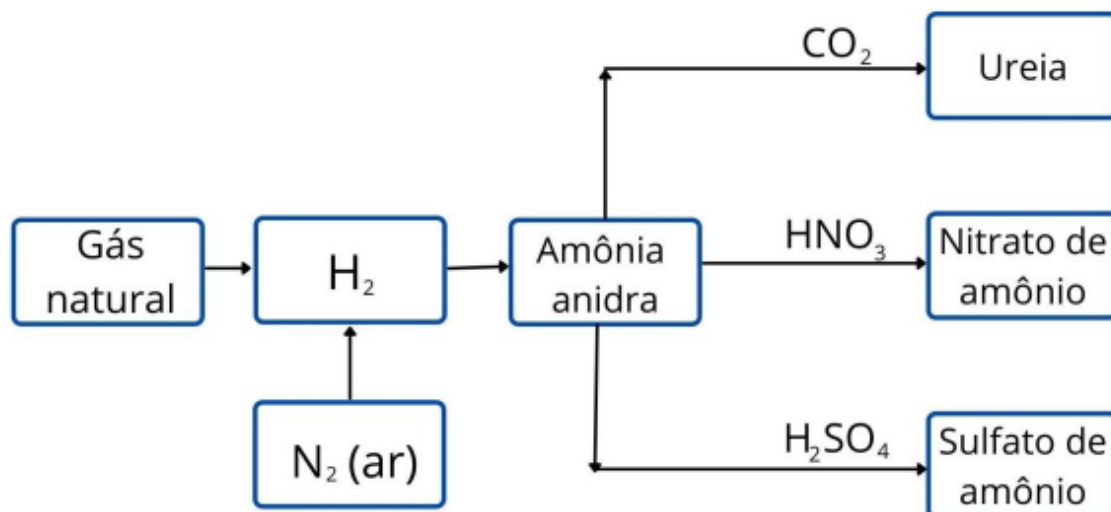 CO₂
Ureia
Gás
natural
H₂
Amônia
anidra
HNO₃
Nitrato de
amônio
N₂ (ar)
H₂SO₄
Sulfato de
amônio